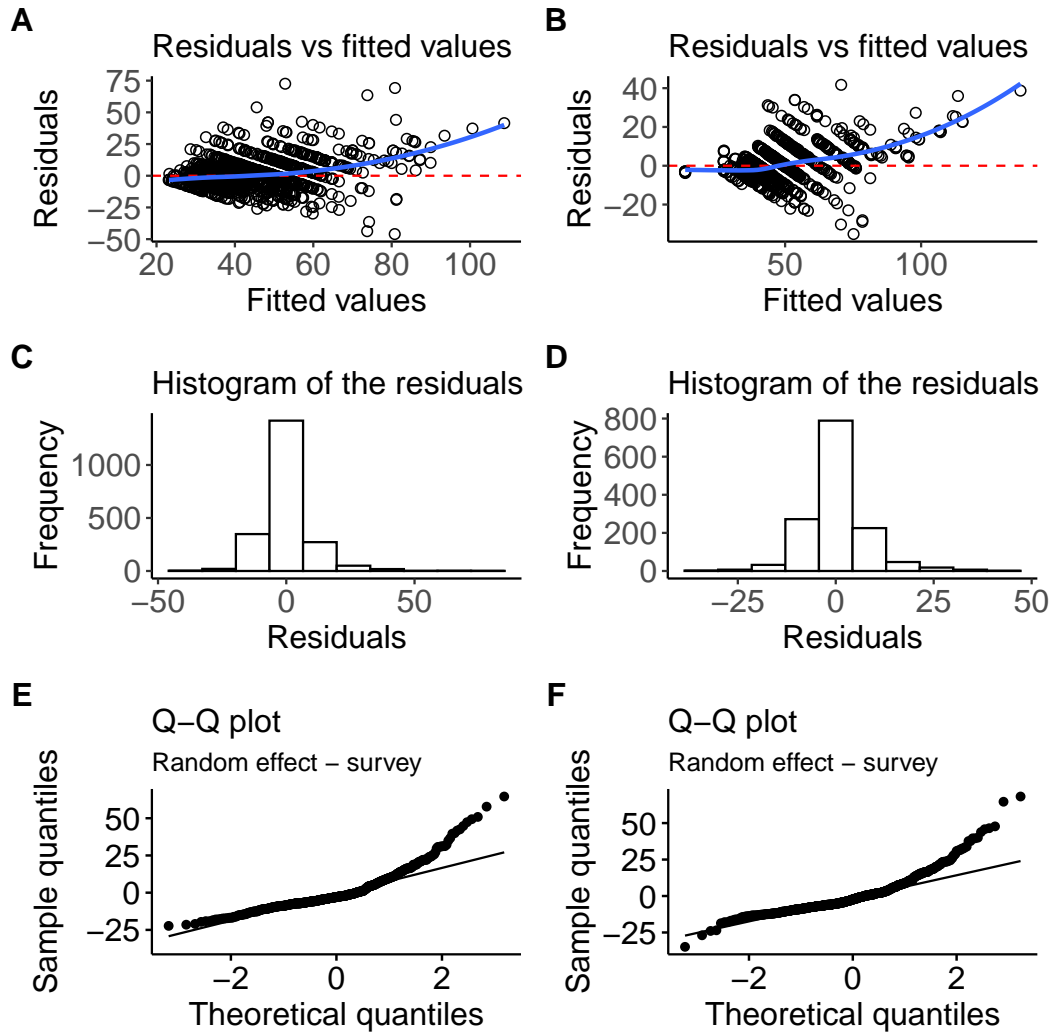 A
Residuals vs fitted values
75
50
25
0
−25
−50
20 40 60 80 100
Residuals
Fitted values
B
Residuals vs fitted values
40
20
0
−20
50 100
Residuals
Fitted values
C
Histogram of the residuals
1000
500
0
−50 0 50
Frequency
Residuals
D
Histogram of the residuals
800
600
400
200
0
−25 0 25 50
Frequency
Residuals
E
Q−Q plot
Random effect − survey
50
25
0
−25
−2 0 2
Sample quantiles
Theoretical quantiles
F
Q−Q plot
Random effect − survey
50
25
0
−25
−2 0 2
Sample quantiles
Theoretical quantiles